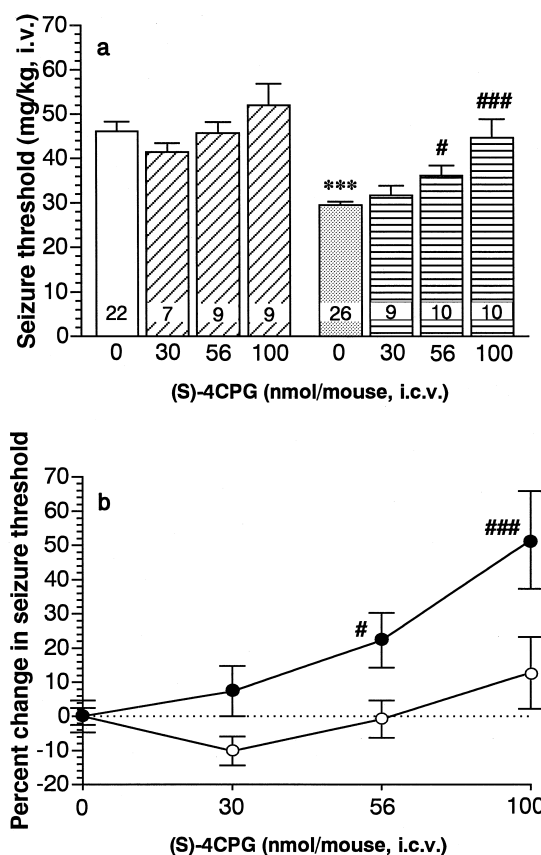 a
Seizure threshold (mg/kg, i.v.)
70
60
50
40
30
20
10
0
***
#
###
22 7 9 9 26 9 10 10
0 30 56 100 0 30 56 100
(S)-4CPG (nmol/mouse, i.c.v.)
b
Percent change in seizure threshold
70
60
50
40
30
20
10
0
-10
-20
#
###
0 30 56 100
(S)-4CPG (nmol/mouse, i.c.v.)